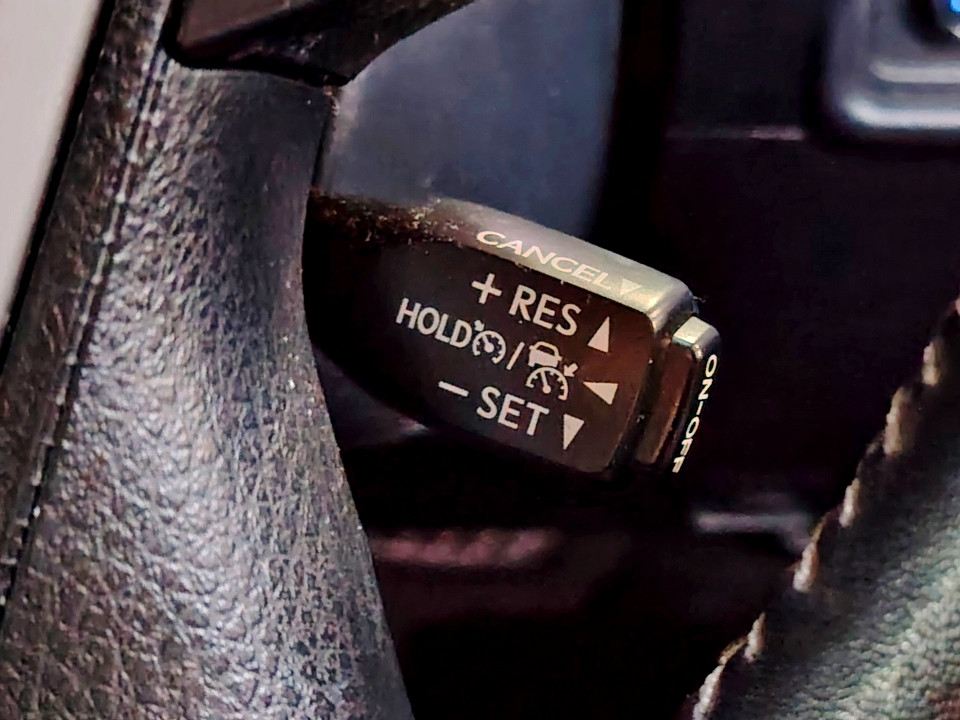 CANCEL▼
+ RES ▲
HOLD / ◀
− SET ▼
ON-OFF